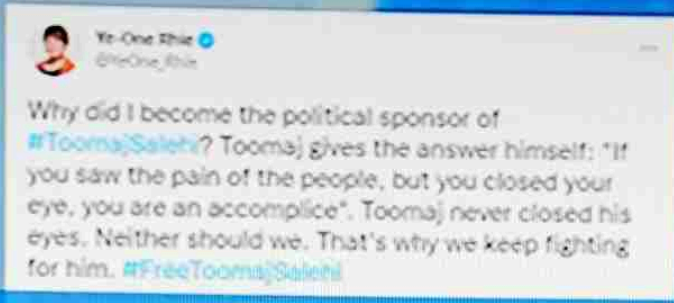 Ye-One Rhie
@YeOne_Rhie
Why did I become the political sponsor of
#ToomajSalehi? Toomaj gives the answer himself: "If
you saw the pain of the people, but you closed your
eye, you are an accomplice". Toomaj never closed his
eyes. Neither should we. That's why we keep fighting
for him. #FreeToomajSalehi